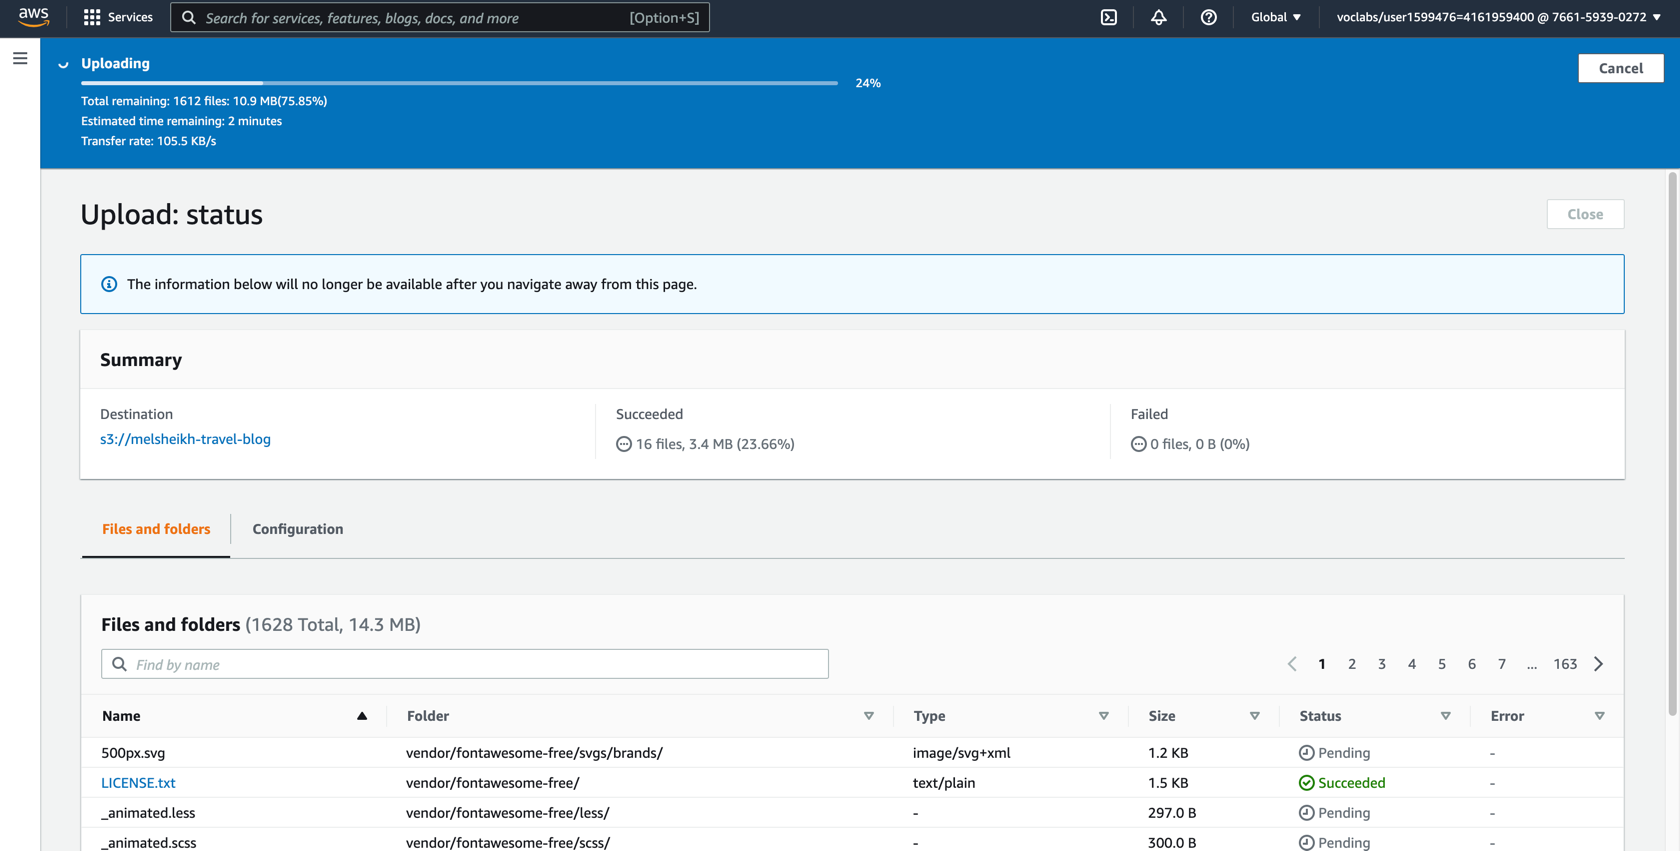 aws
Services
Search for services, features, blogs, docs, and more
[Option+S]
Global
voclabs/user1599476=4161959400 @ 7661-5939-0272
Uploading
24%
Cancel
Total remaining: 1612 files: 10.9 MB(75.85%)
Estimated time remaining: 2 minutes
Transfer rate: 105.5 KB/s
Upload: status
Close
The information below will no longer be available after you navigate away from this page.
Summary
Destination
s3://melsheikh-travel-blog
Succeeded
16 files, 3.4 MB (23.66%)
Failed
0 files, 0 B (0%)
Files and folders
Configuration
Files and folders (1628 Total, 14.3 MB)
Find by name
1 2 3 4 5 6 7 ... 163
Name Folder Type Size Status Error
500px.svg vendor/fontawesome-free/svgs/brands/ image/svg+xml 1.2 KB Pending -
LICENSE.txt vendor/fontawesome-free/ text/plain 1.5 KB Succeeded -
_animated.less vendor/fontawesome-free/less/ - 297.0 B Pending -
_animated.scss vendor/fontawesome-free/scss/ - 300.0 B Pending -